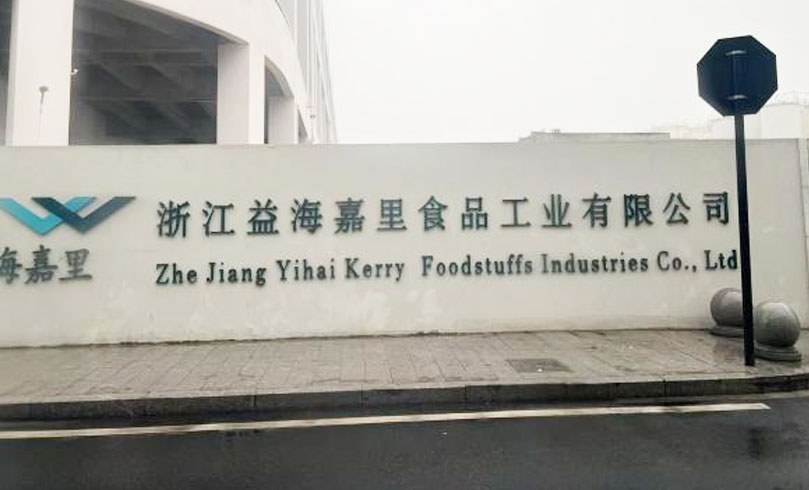 浙江益海嘉里食品工业有限公司
Zhe Jiang Yihai Kerry Foodstuffs Industries Co., Ltd
海嘉里